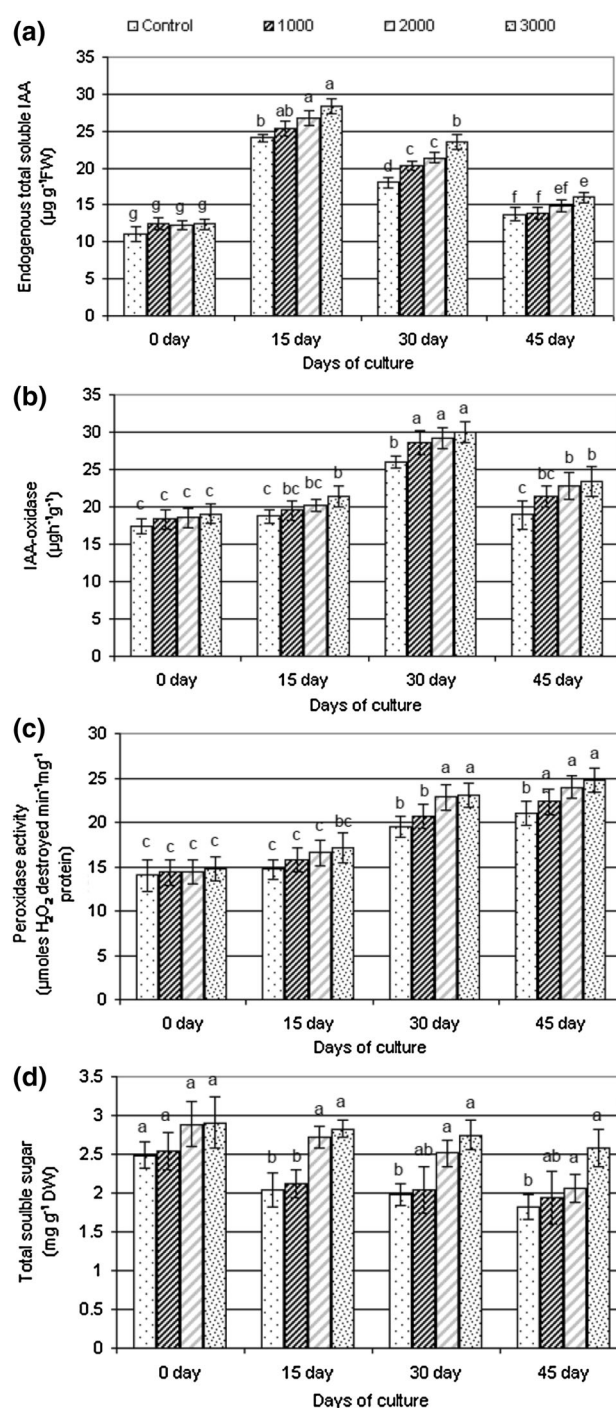 (a)
Control 1000 2000 3000
Endogenous total soluble IAA
(µg g⁻¹FW)
35
30
25
20
15
10
5
0
g g g g
b ab a a
d c c b
f f ef e
0 day 15 day 30 day 45 day
Days of culture
(b)
IAA-oxidase
(µgh⁻¹g⁻¹)
35
30
25
20
15
10
5
0
c c c c
c bc bc b
b a a a
c bc b b
0 day 15 day 30 day 45 day
Days of culture
(c)
Peroxidase activity
(µmoles H₂O₂ destroyed min⁻¹mg⁻¹
protein)
30
25
20
15
10
5
0
c c c c
c c c bc
b b a a
b a a a
0 day 15 day 30 day 45 day
Days of culture
(d)
Total soulble sugar
(mg g⁻¹ DW)
3.5
3
2.5
2
1.5
1
0.5
0
a a a a
b b a a
b ab a a
b ab a a
0 day 15 day 30 day 45 day
Days of culture